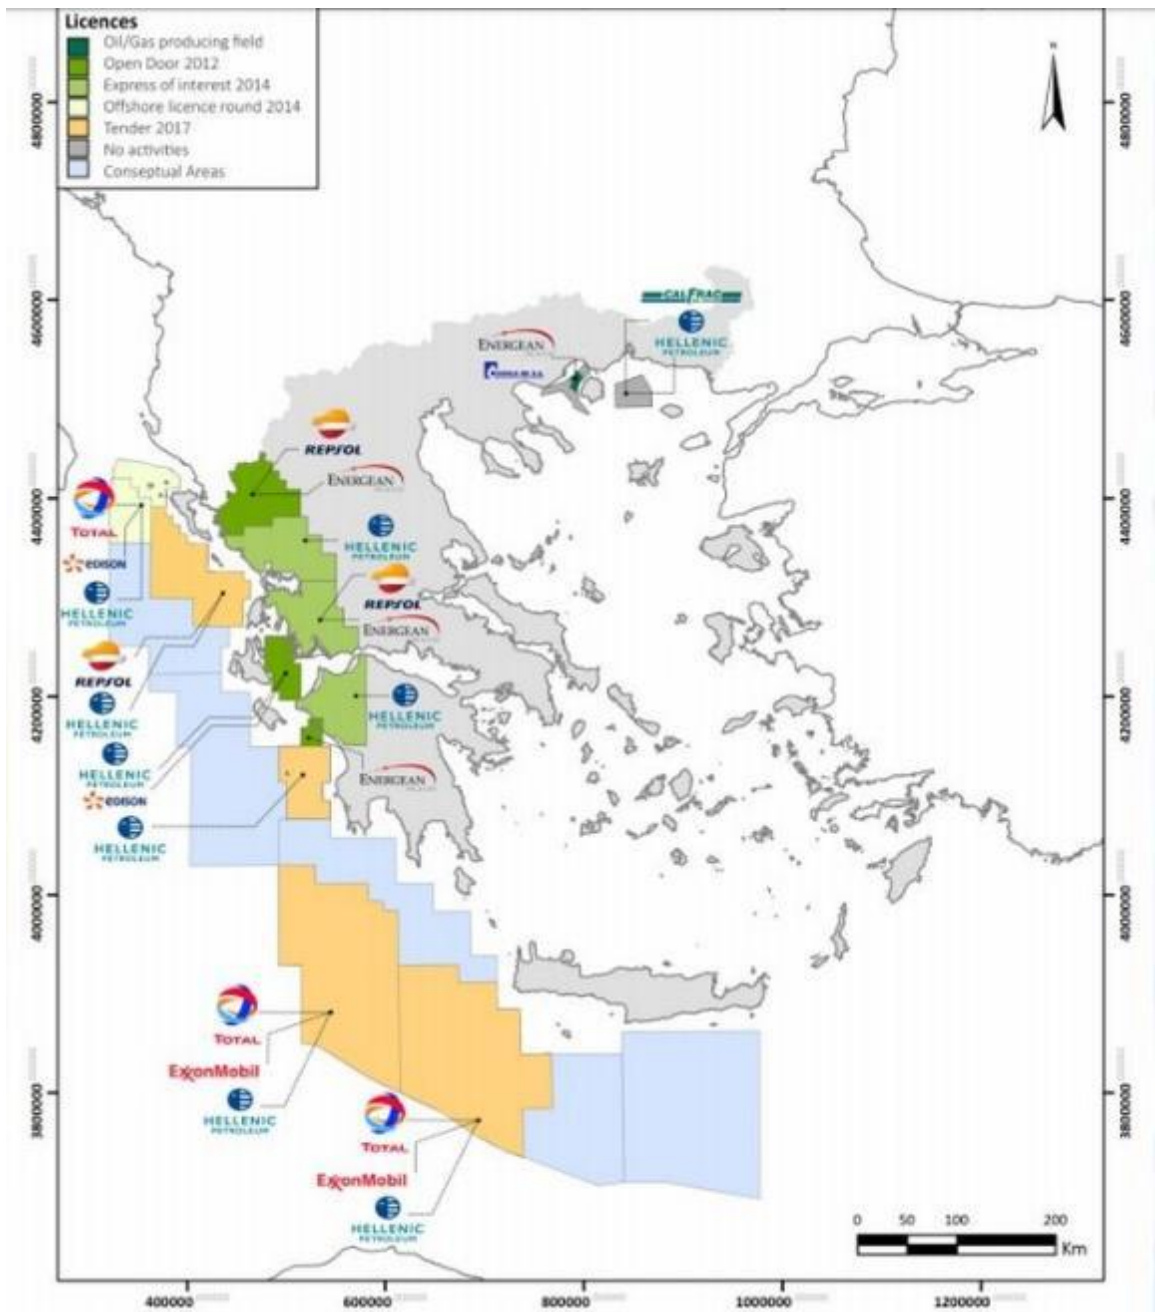 Licences
Oil/Gas producing field
Open Door 2012
Express of interest 2014
Offshore licence round 2014
Tender 2017
No activities
Conseptual Areas
N
4800000
4800000
4600000
4600000
4400000
4400000
4200000
4200000
4000000
4000000
3800000
3800000
CALFRAC
HELLENIC
PETROLEUM
ENERGEAN
REPSOL
ENERGEAN
HELLENIC
PETROLEUM
REPSOL
ENERGEAN
HELLENIC
PETROLEUM
ENERGEAN
TOTAL
EDISON
HELLENIC
PETROLEUM
REPSOL
HELLENIC
PETROLEUM
HELLENIC
PETROLEUM
EDISON
HELLENIC
PETROLEUM
TOTAL
ExxonMobil
HELLENIC
PETROLEUM
TOTAL
ExxonMobil
HELLENIC
PETROLEUM
0 50 100 200
Km
400000 600000 800000 1000000 1200000